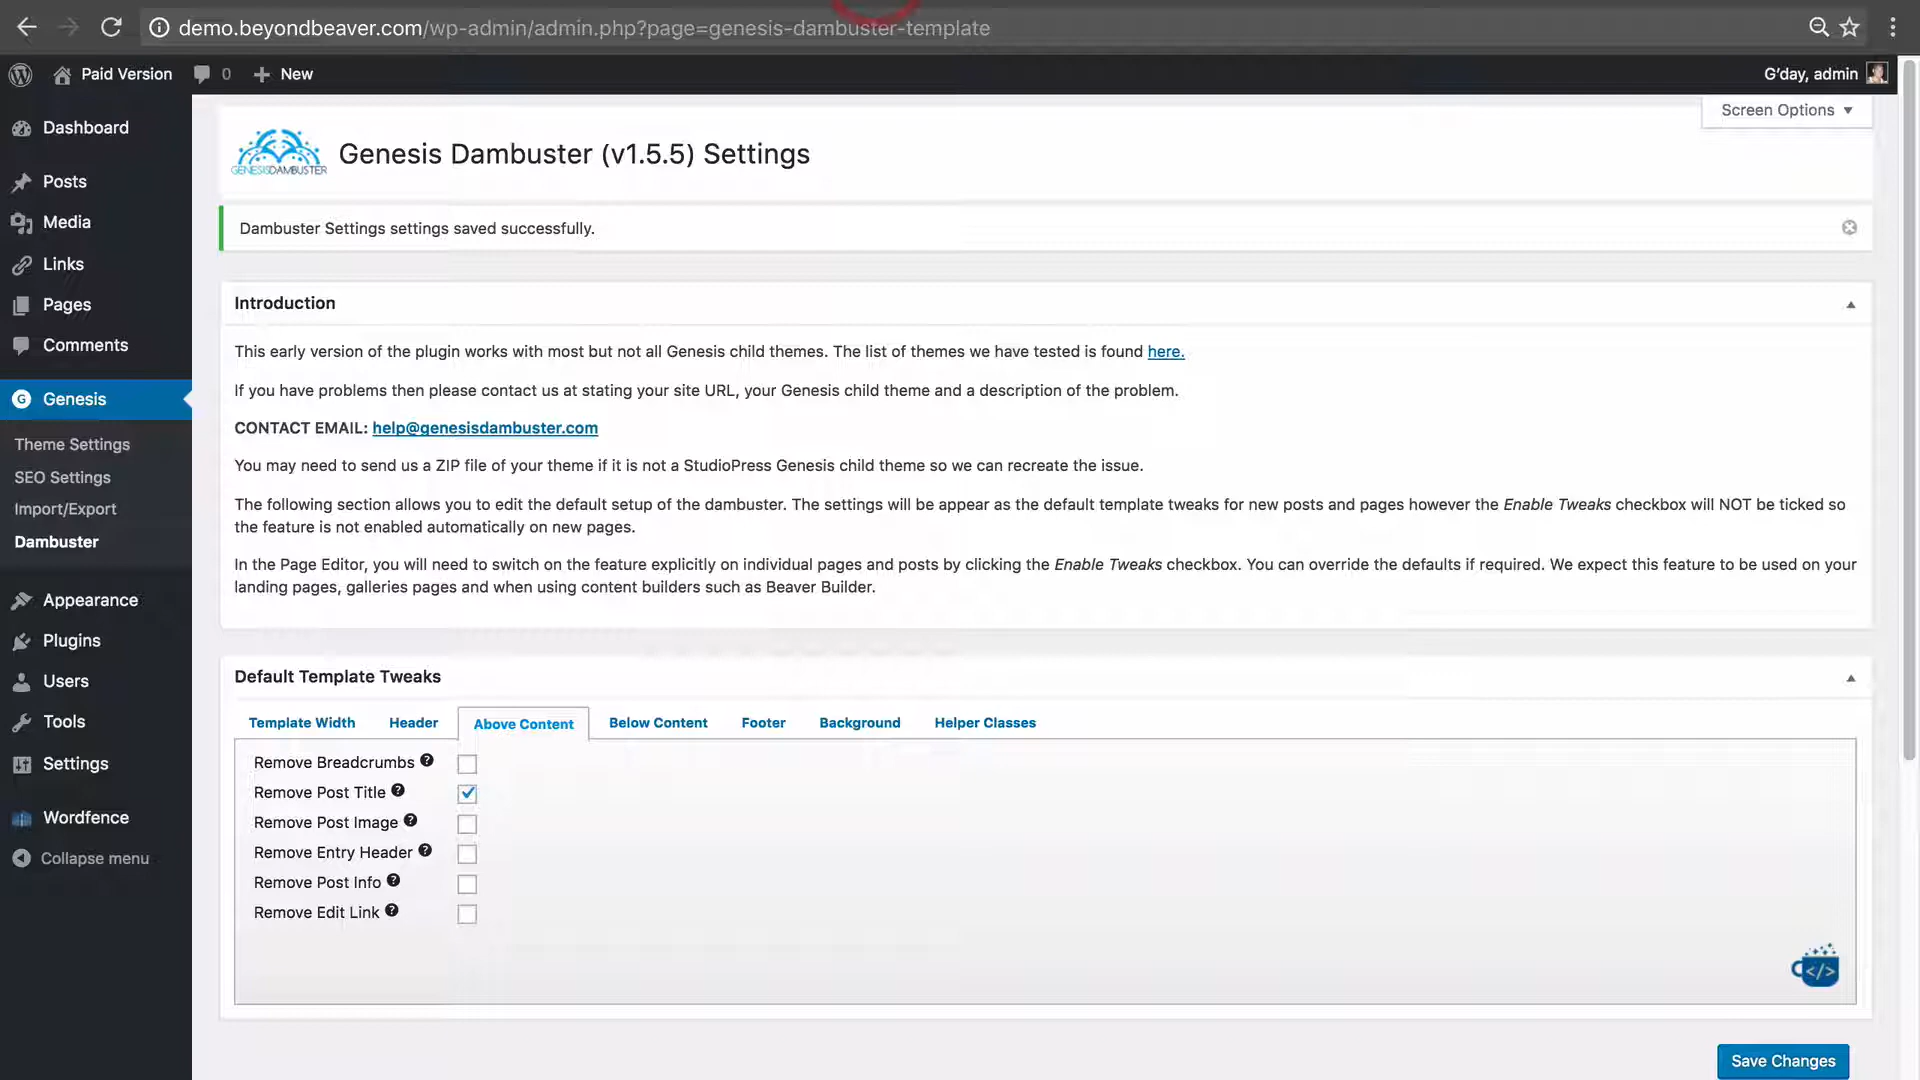 demo.beyondbeaver.com/wp-admin/admin.php?page=genesis-dambuster-template
Paid Version 0 New G'day, admin
Screen Options
Dashboard
Posts
Media
Links
Pages
Comments
Genesis
Theme Settings
SEO Settings
Import/Export
Dambuster
Appearance
Plugins
Users
Tools
Settings
Wordfence
Collapse menu
GENESISDAMBUSTER
Genesis Dambuster (v1.5.5) Settings
Dambuster Settings settings saved successfully.
Introduction
This early version of the plugin works with most but not all Genesis child themes. The list of themes we have tested is found here.
If you have problems then please contact us at stating your site URL, your Genesis child theme and a description of the problem.
CONTACT EMAIL: help@genesisdambuster.com
You may need to send us a ZIP file of your theme if it is not a StudioPress Genesis child theme so we can recreate the issue.
The following section allows you to edit the default setup of the dambuster. The settings will be appear as the default template tweaks for new posts and pages however the Enable Tweaks checkbox will NOT be ticked so
the feature is not enabled automatically on new pages.
In the Page Editor, you will need to switch on the feature explicitly on individual pages and posts by clicking the Enable Tweaks checkbox. You can override the defaults if required. We expect this feature to be used on your
landing pages, galleries pages and when using content builders such as Beaver Builder.
Default Template Tweaks
Template Width Header Above Content Below Content Footer Background Helper Classes
Remove Breadcrumbs ?
Remove Post Title ?
Remove Post Image ?
Remove Entry Header ?
Remove Post Info ?
Remove Edit Link ?
</>
Save Changes